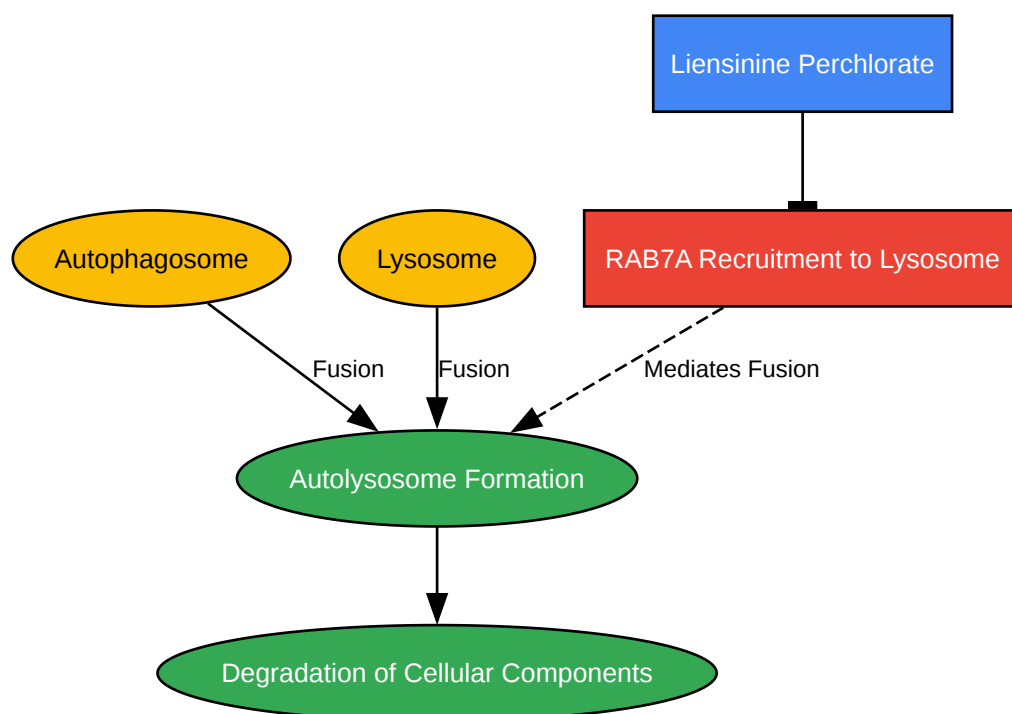 Liensinine Perchlorate
Autophagosome
Lysosome
RAB7A Recruitment to Lysosome
Fusion
Fusion
Mediates Fusion
Autolysosome Formation
Degradation of Cellular Components